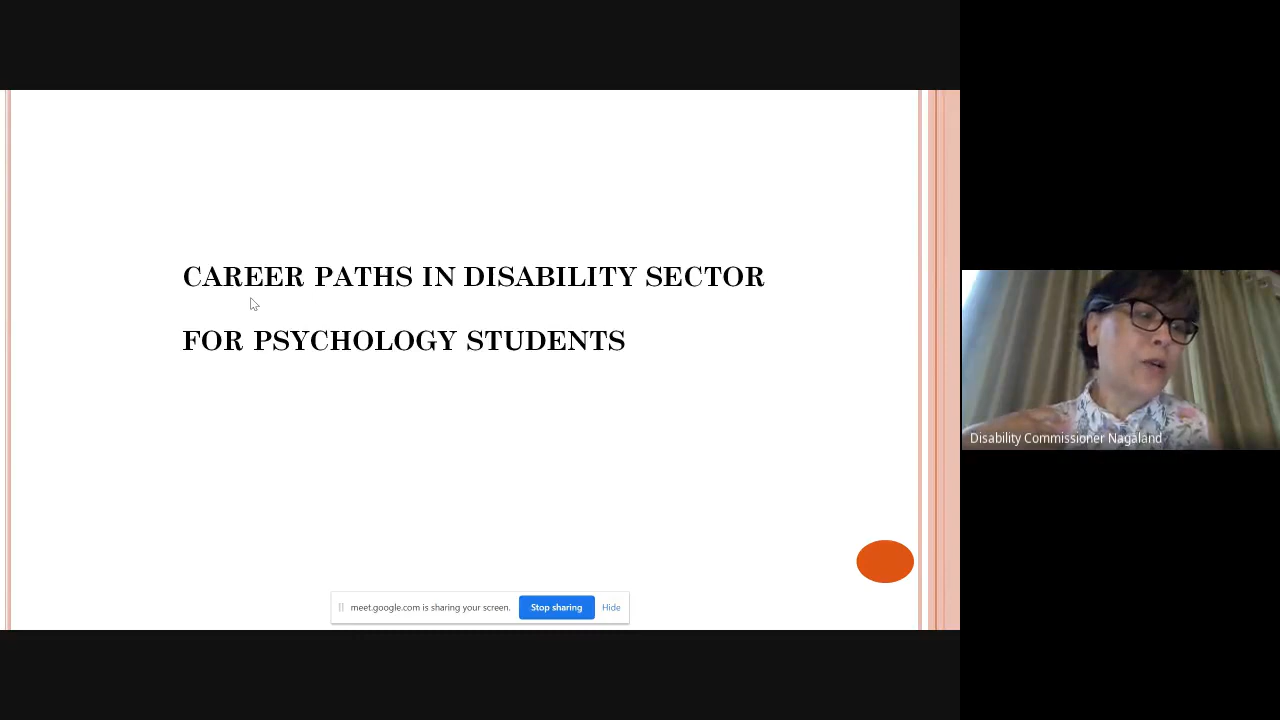 CAREER PATHS IN DISABILITY SECTOR
FOR PSYCHOLOGY STUDENTS
meet.google.com is sharing your screen. Stop sharing Hide
Disability Commissioner Nagaland